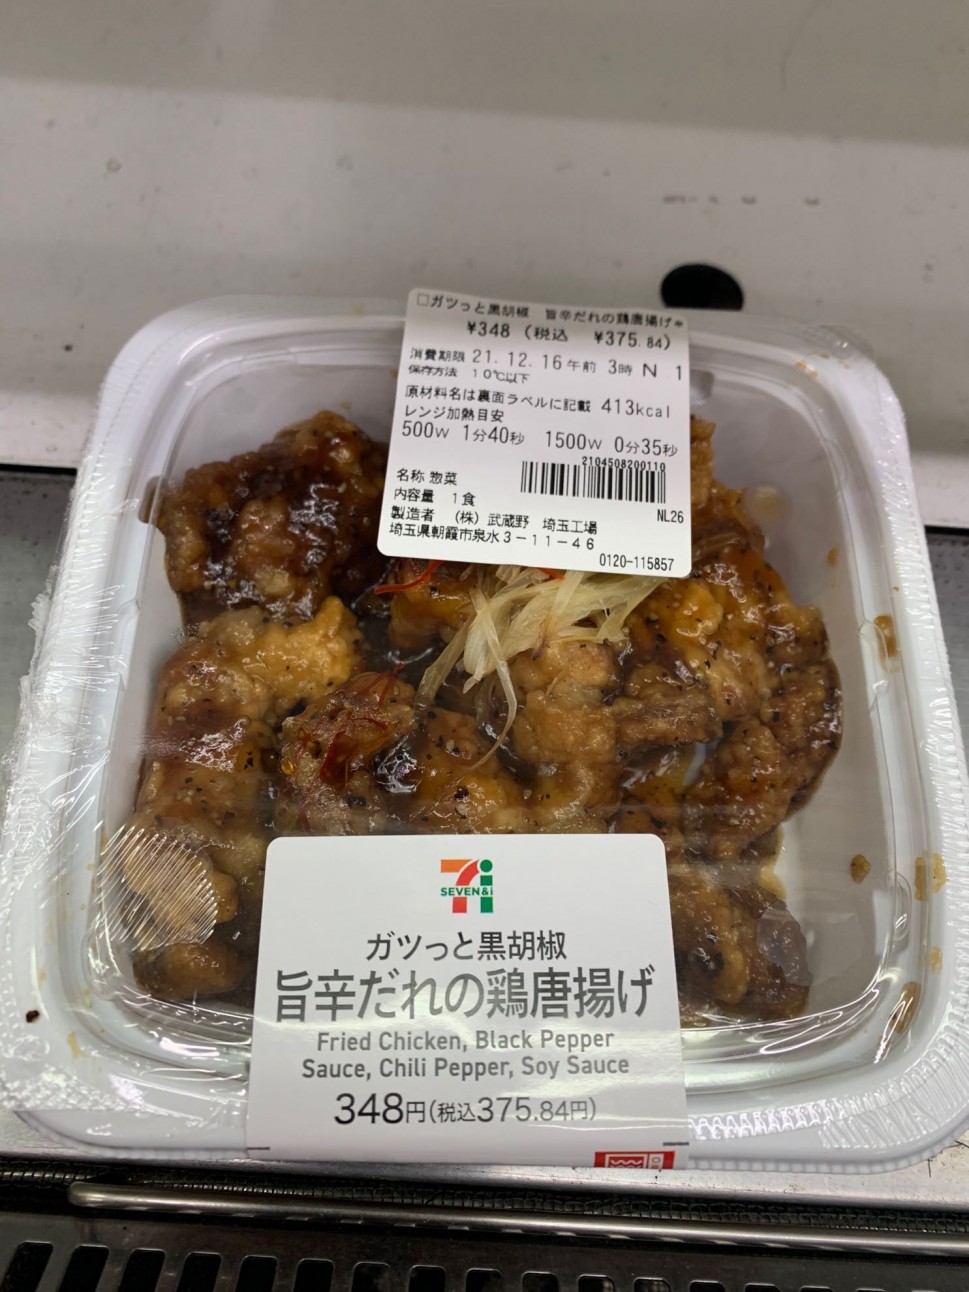 □ガツっと黒胡椒 旨辛だれの鶏唐揚げ*
¥348 (税込 ¥375.84)
消費期限 21.12.16午前 3時 N 1
保存方法 10℃以下
原材料名は裏面ラベルに記載 413kcal
レンジ加熱目安
500W 1分40秒 1500W 0分35秒
2104508200110
名称 惣菜
内容量 1食
NL26
製造者 (株) 武蔵野 埼玉工場
埼玉県朝霞市泉水3-11-46
0120-115857
SEVEN&i
ガツっと黒胡椒
旨辛だれの鶏唐揚げ
Fried Chicken, Black Pepper
Sauce, Chili Pepper, Soy Sauce
348円(税込375.84円)